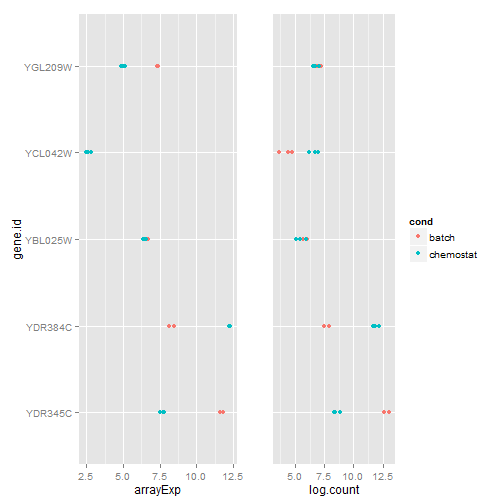 gene.id
YGL209W
YCL042W
YBL025W
YDR384C
YDR345C
2.5 5.0 7.5 10.0 12.5
arrayExp
5.0 7.5 10.0 12.5
log.count
cond
batch
chemostat